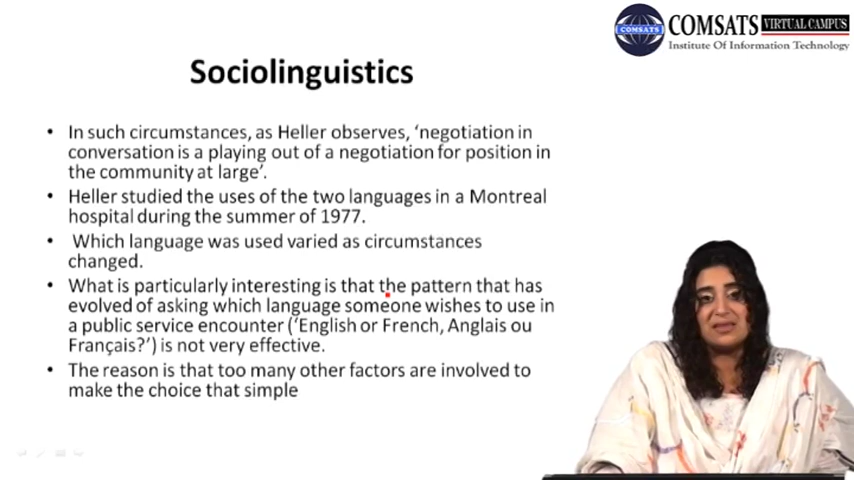 COMSATS VIRTUAL CAMPUS
Institute Of Information Technology
COMSATS
Sociolinguistics
• In such circumstances, as Heller observes, ‘negotiation in
conversation is a playing out of a negotiation for position in
the community at large’.
• Heller studied the uses of the two languages in a Montreal
hospital during the summer of 1977.
• Which language was used varied as circumstances
changed.
• What is particularly interesting is that the pattern that has
evolved of asking which language someone wishes to use in
a public service encounter (‘English or French, Anglais ou
Français?’) is not very effective.
• The reason is that too many other factors are involved to
make the choice that simple